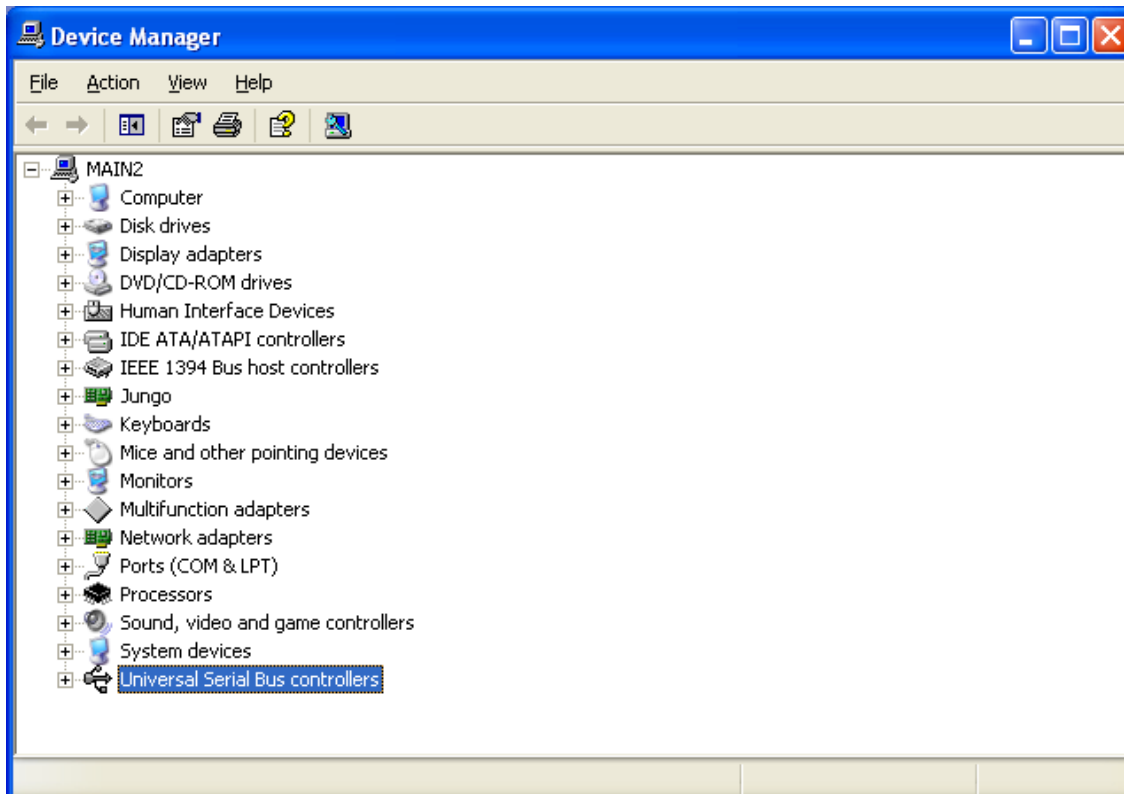 Device Manager
File Action View Help
MAIN2
Computer
Disk drives
Display adapters
DVD/CD-ROM drives
Human Interface Devices
IDE ATA/ATAPI controllers
IEEE 1394 Bus host controllers
Jungo
Keyboards
Mice and other pointing devices
Monitors
Multifunction adapters
Network adapters
Ports (COM & LPT)
Processors
Sound, video and game controllers
System devices
Universal Serial Bus controllers